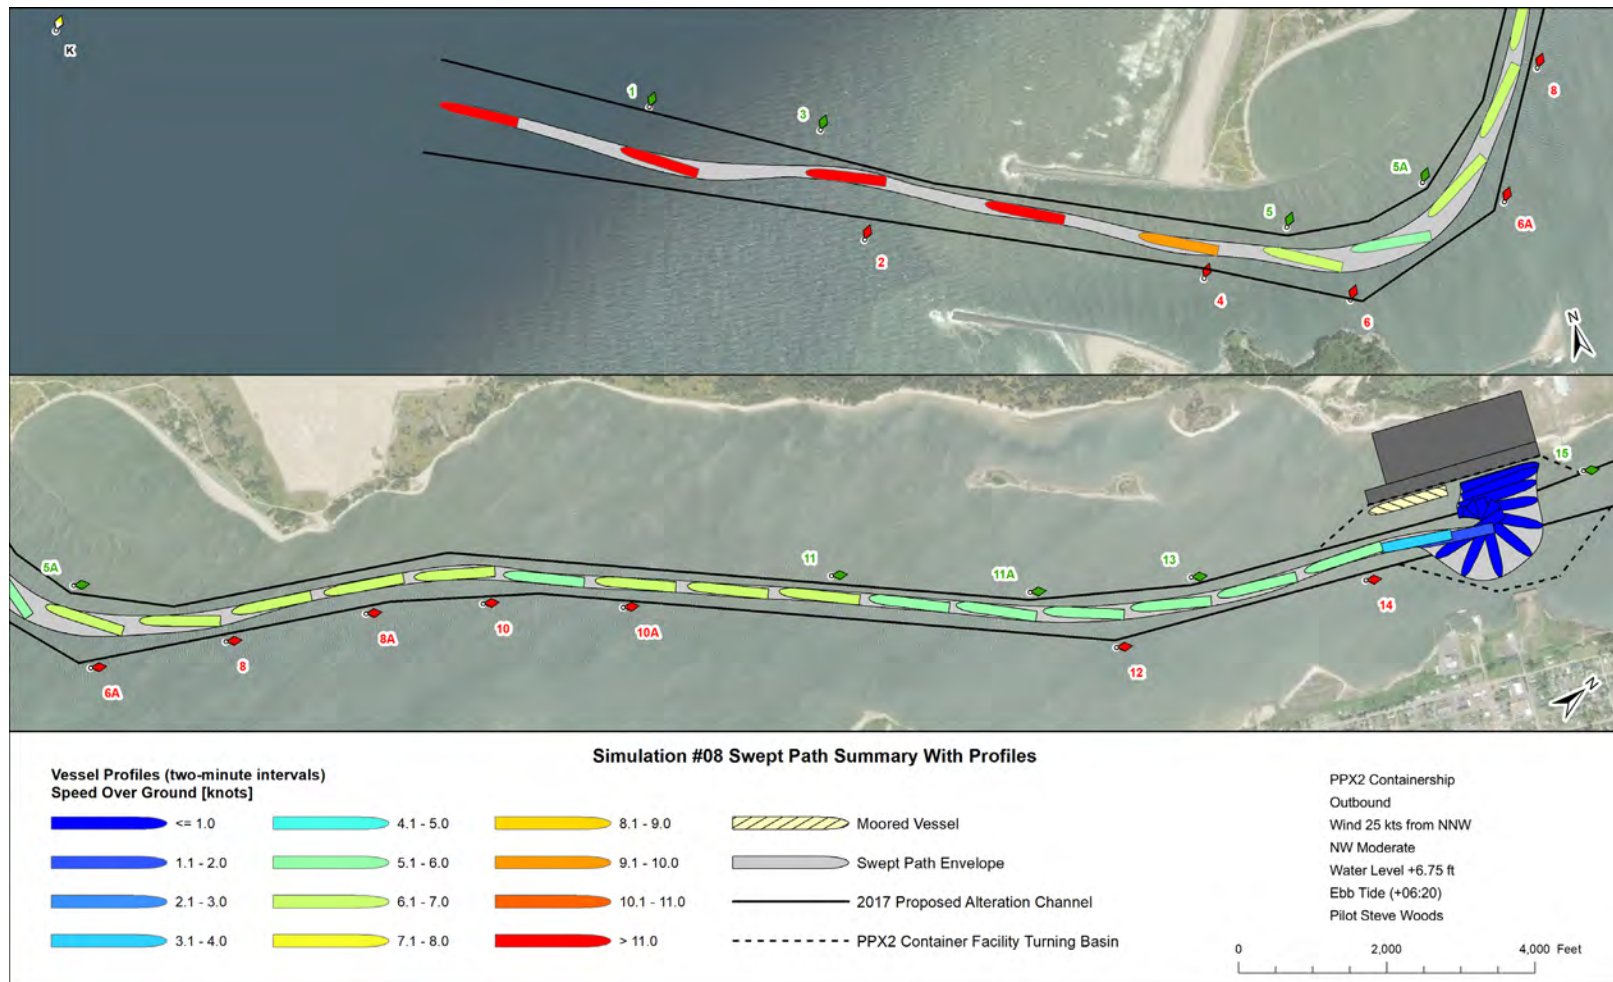 K
1
3
2
4
5
6
5A
6A
8
N
5A
6A
8
8A
10
10A
11
11A
12
13
14
15
N
Simulation #08 Swept Path Summary With Profiles
Vessel Profiles (two-minute intervals)
Speed Over Ground [knots]
<= 1.0
1.1 - 2.0
2.1 - 3.0
3.1 - 4.0
4.1 - 5.0
5.1 - 6.0
6.1 - 7.0
7.1 - 8.0
8.1 - 9.0
9.1 - 10.0
10.1 - 11.0
> 11.0
Moored Vessel
Swept Path Envelope
2017 Proposed Alteration Channel
PPX2 Container Facility Turning Basin
PPX2 Containership
Outbound
Wind 25 kts from NNW
NW Moderate
Water Level +6.75 ft
Ebb Tide (+06:20)
Pilot Steve Woods
0 2,000 4,000 Feet